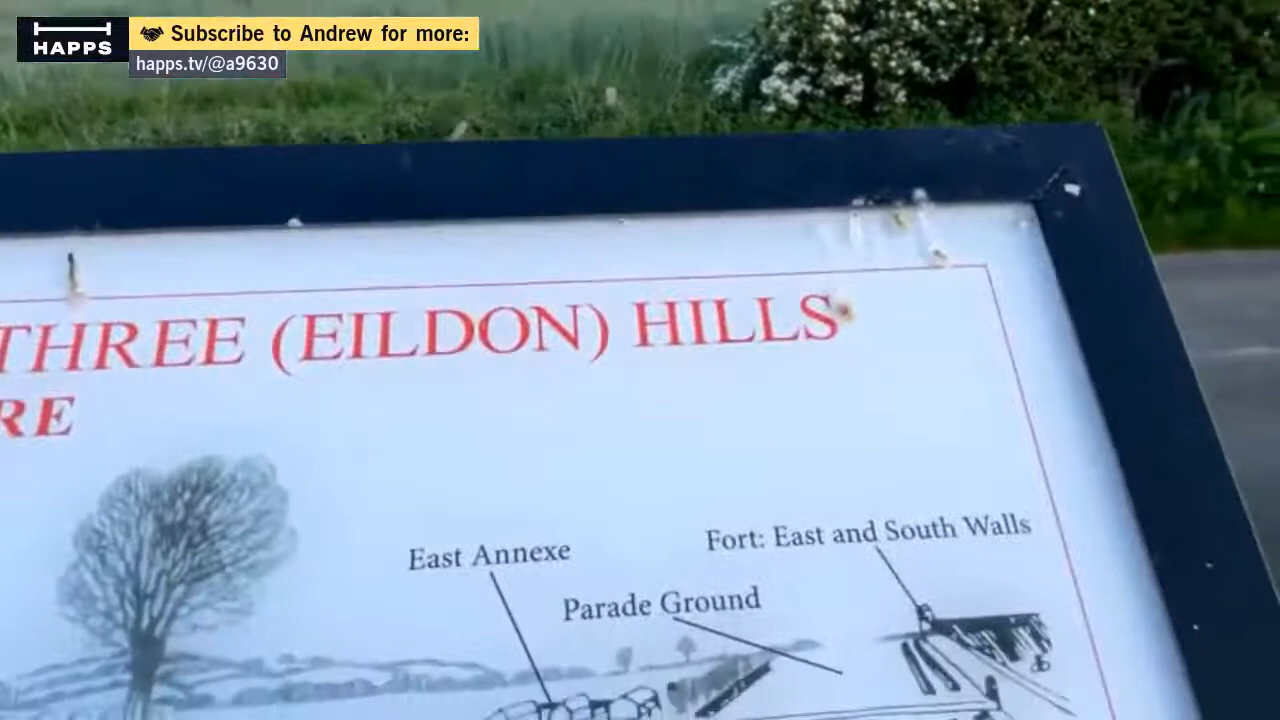 HAPPS
Subscribe to Andrew for more:
happs.tv/@a9630
THREE (EILDON) HILLS
RE
East Annexe
Fort: East and South Walls
Parade Ground